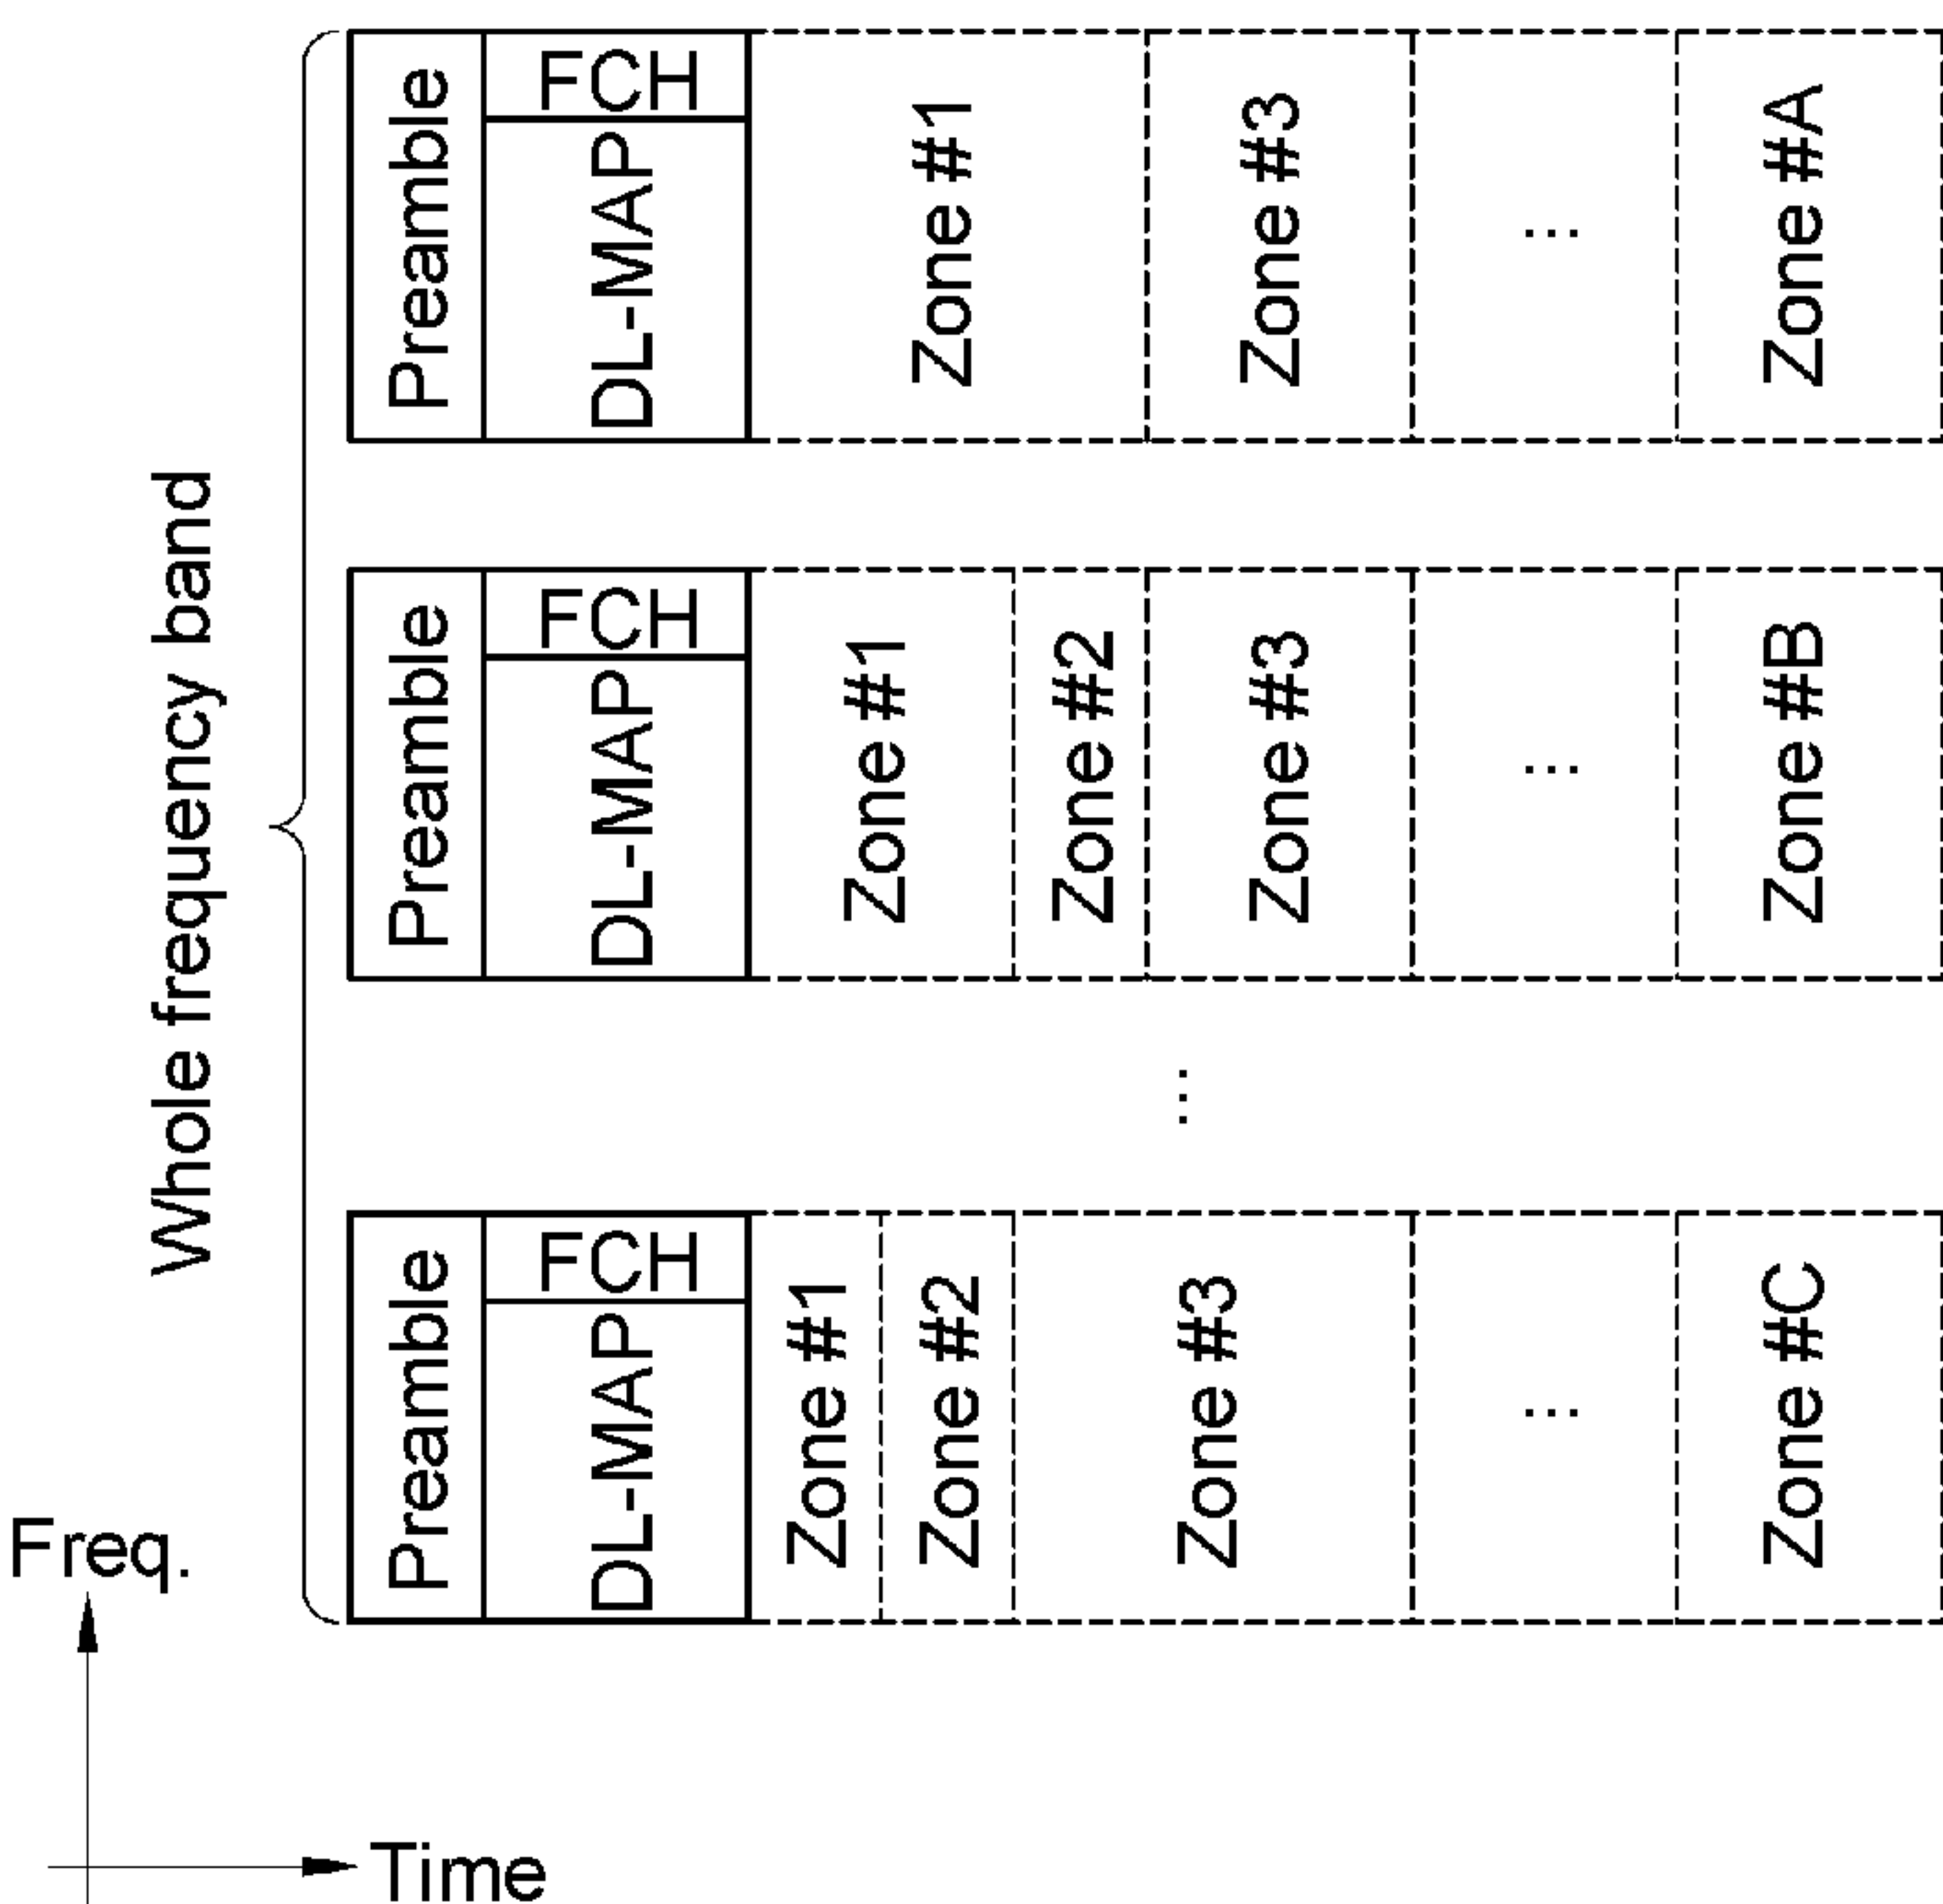 Whole frequency band
Preamble
FCH
DL-MAP
Zone #1
Zone #3
...
Zone #A
Preamble
FCH
DL-MAP
Zone #1
Zone #2
Zone #3
...
Zone #B
...
Preamble
FCH
DL-MAP
Zone #1
Zone #2
Zone #3
...
Zone #C
Freq.
Time